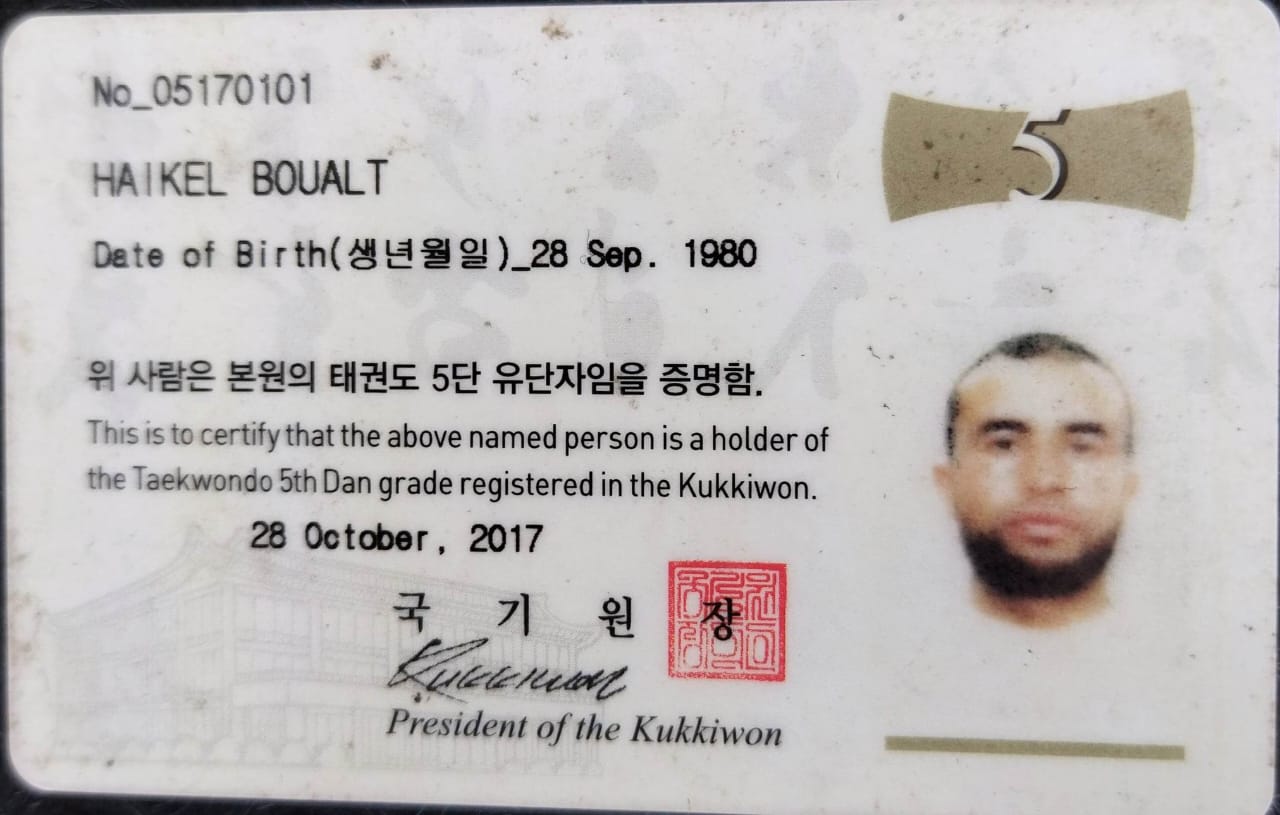 No_05170101
5
HAIKEL BOUALT
Date of Birth(생년월일)_28 Sep. 1980
위 사람은 본원의 태권도 5단 유단자임을 증명함.
This is to certify that the above named person is a holder of
the Taekwondo 5th Dan grade registered in the Kukkiwon.
28 October, 2017
국 기 원 장
Kukkiwon
President of the Kukkiwon